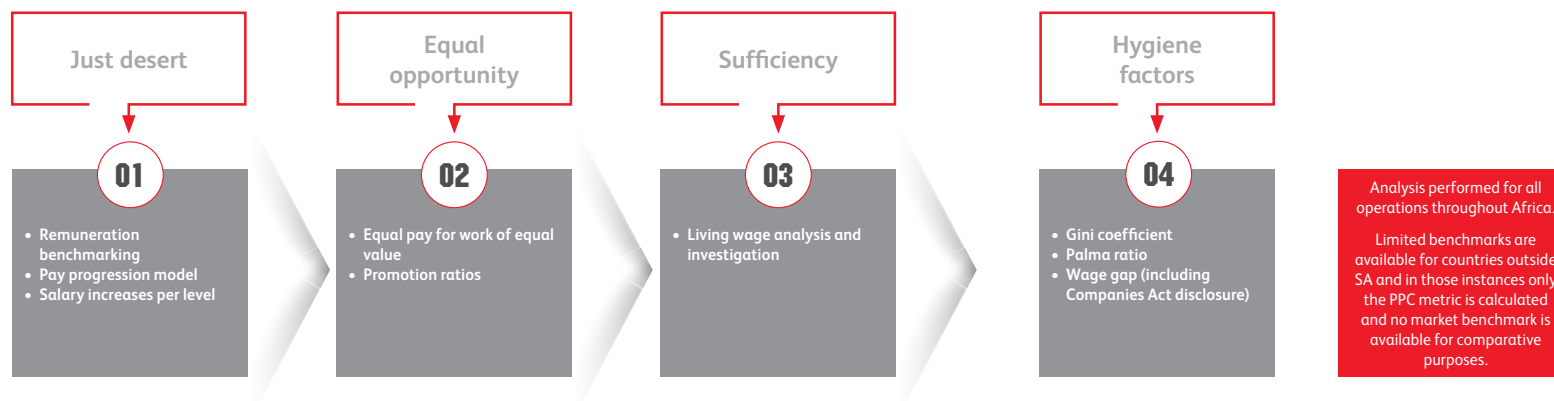 Just desert
01
• Remuneration
benchmarking
• Pay progression model
• Salary increases per level
Equal
opportunity
02
• Equal pay for work of equal
value
• Promotion ratios
Sufficiency
03
• Living wage analysis and
investigation
Hygiene
factors
04
• Gini coefficient
• Palma ratio
• Wage gap (including
Companies Act disclosure)
Analysis performed for all
operations throughout Africa.
Limited benchmarks are
available for countries outside
SA and in those instances only
the PPC metric is calculated
and no market benchmark is
available for comparative
purposes.